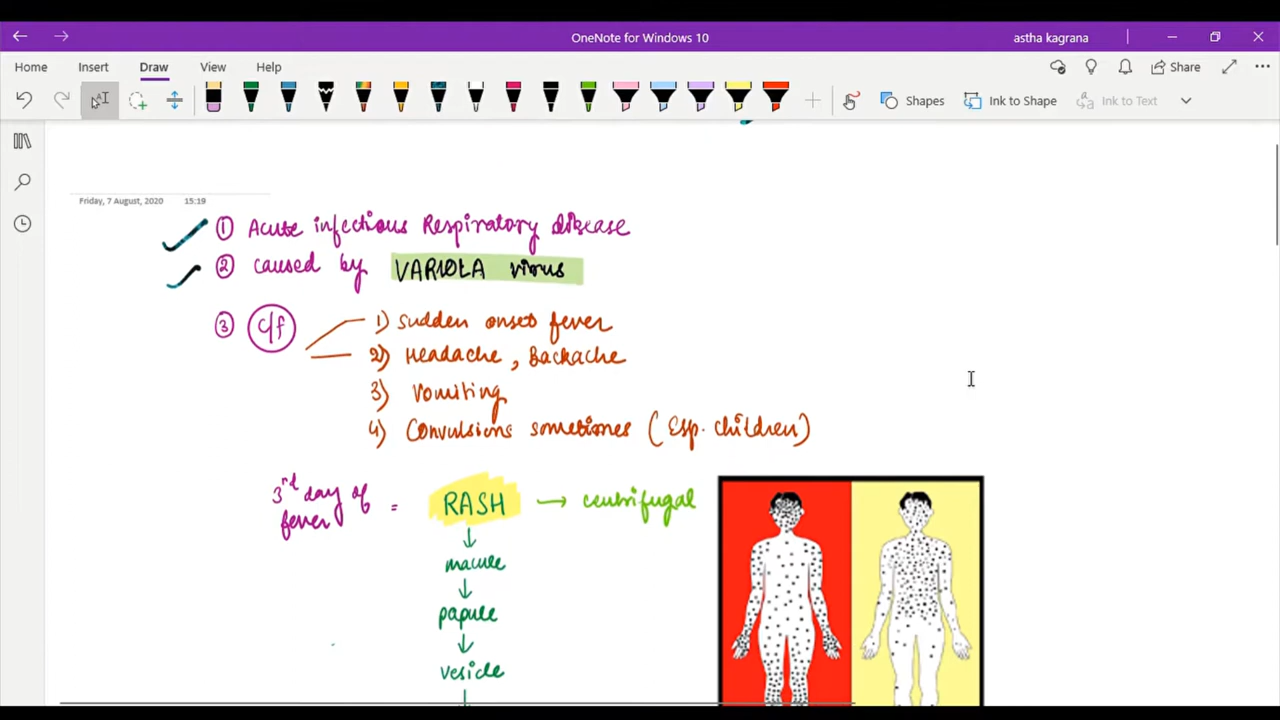 OneNote for Windows 10
astha kagrana
Home Insert Draw View Help
Share
Shapes
Ink to Shape
Ink to Text
Friday, 7 August, 2020 15:19
① Acute infectious Respiratory disease
② caused by VARIOLA virus
③ c/f
1) Sudden onset fever
2) Headache, Backache
3) Vomiting
4) Convulsions sometimes (Esp. children)
3rd day of fever = RASH → centrifugal
↓
macule
↓
papule
↓
vesicle